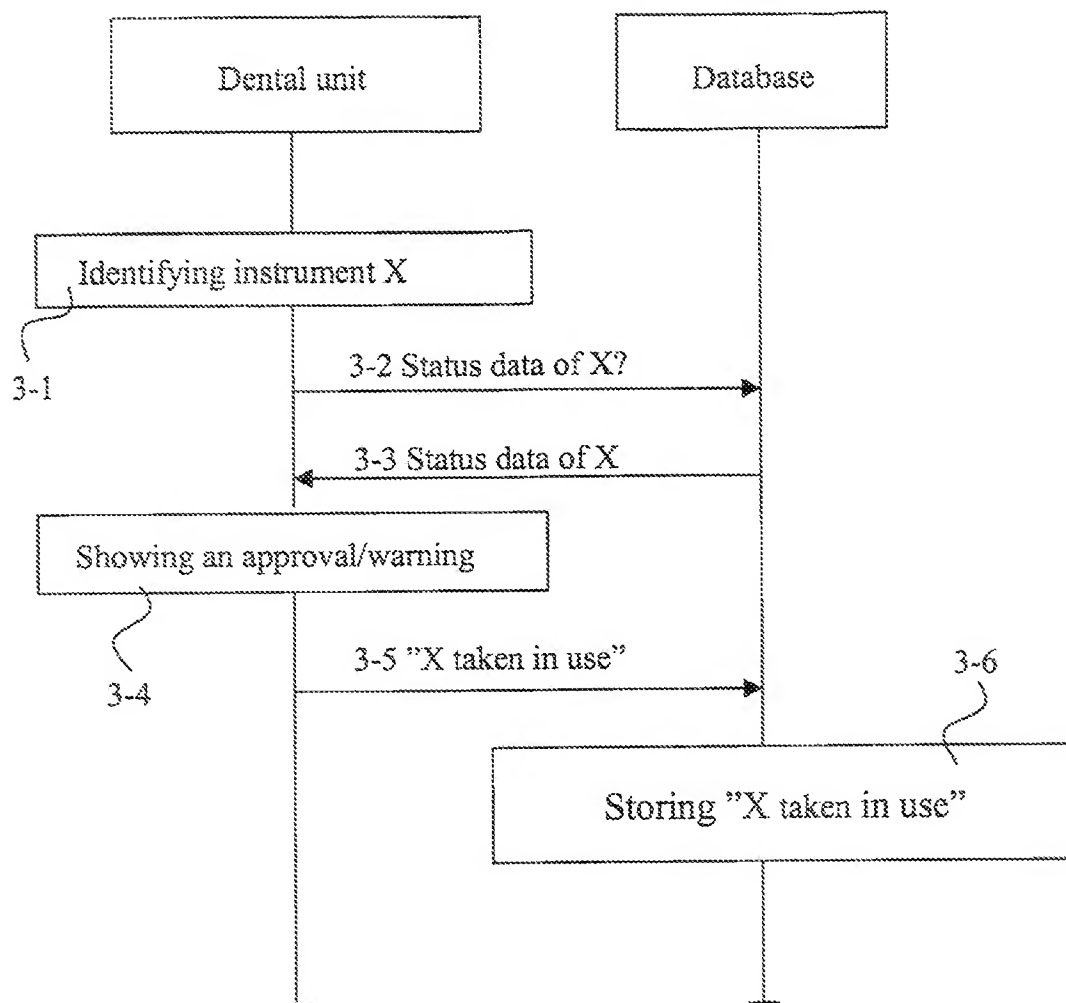 Dental unit
Database
Identifying instrument X
3-1
3-2 Status data of X?
3-3 Status data of X
Showing an approval/warning
3-4
3-5 ”X taken in use”
3-6
Storing ”X taken in use”